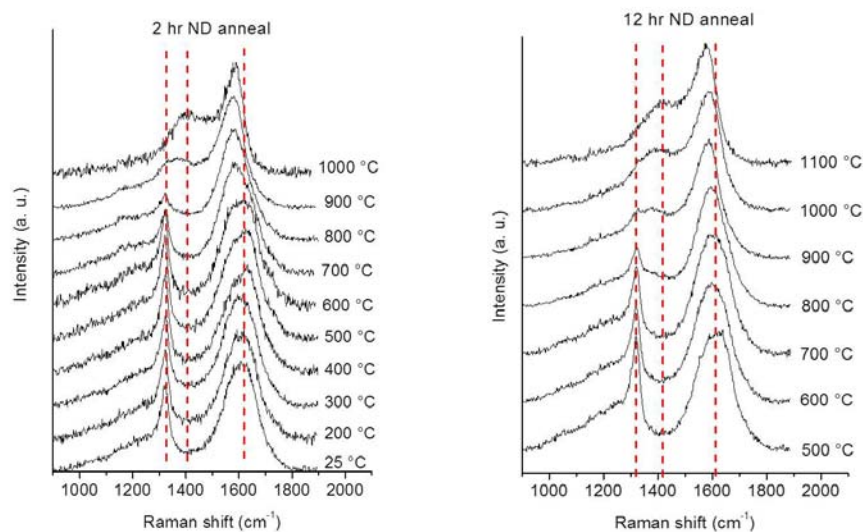 2 hr ND anneal
Intensity (a. u.)
1000 °C
900 °C
800 °C
700 °C
600 °C
500 °C
400 °C
300 °C
200 °C
25 °C
1000 1200 1400 1600 1800 2000
Raman shift (cm⁻¹)
12 hr ND anneal
Intensity (a. u.)
1100 °C
1000 °C
900 °C
800 °C
700 °C
600 °C
500 °C
1000 1200 1400 1600 1800 2000
Raman shift (cm⁻¹)